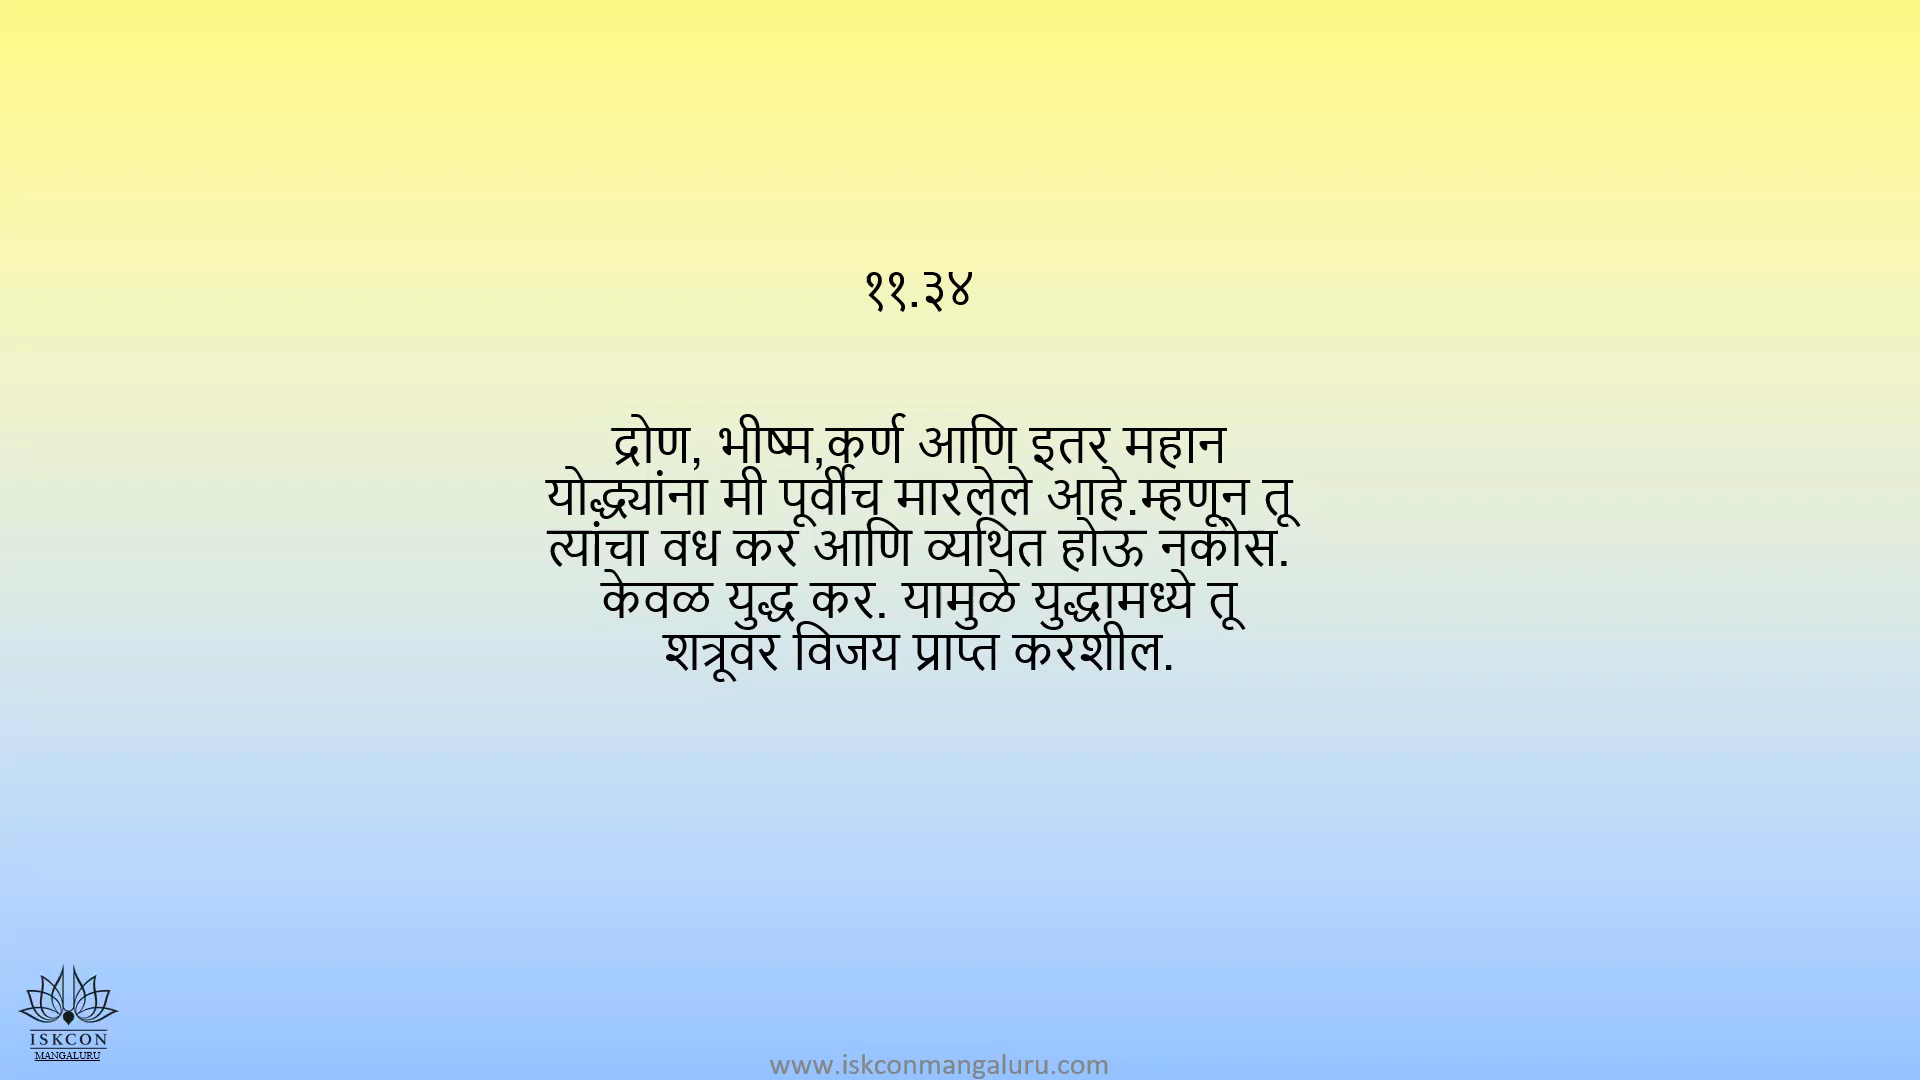 ११.३४
द्रोण, भीष्म,कर्ण आणि इतर महान
योद्ध्यांना मी पूर्वीच मारलेले आहे.म्हणून तू
त्यांचा वध कर आणि व्यथित होऊ नकोस.
केवळ युद्ध कर. यामुळे युद्धामध्ये तू
शत्रूवर विजय प्राप्त करशील.
ISKCON
MANGALURU
www.iskconmangaluru.com